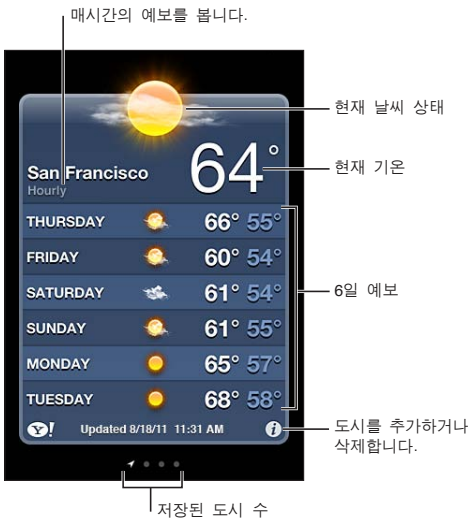 매시간의 예보를 봅니다.
현재 날씨 상태
64°
현재 기온
San Francisco
Hourly
THURSDAY 66° 55°
FRIDAY 60° 54°
SATURDAY 61° 54°
6일 예보
SUNDAY 61° 55°
MONDAY 65° 57°
TUESDAY 68° 58°
Y! Updated 8/18/11 11:31 AM i
도시를 추가하거나
삭제합니다.
저장된 도시 수